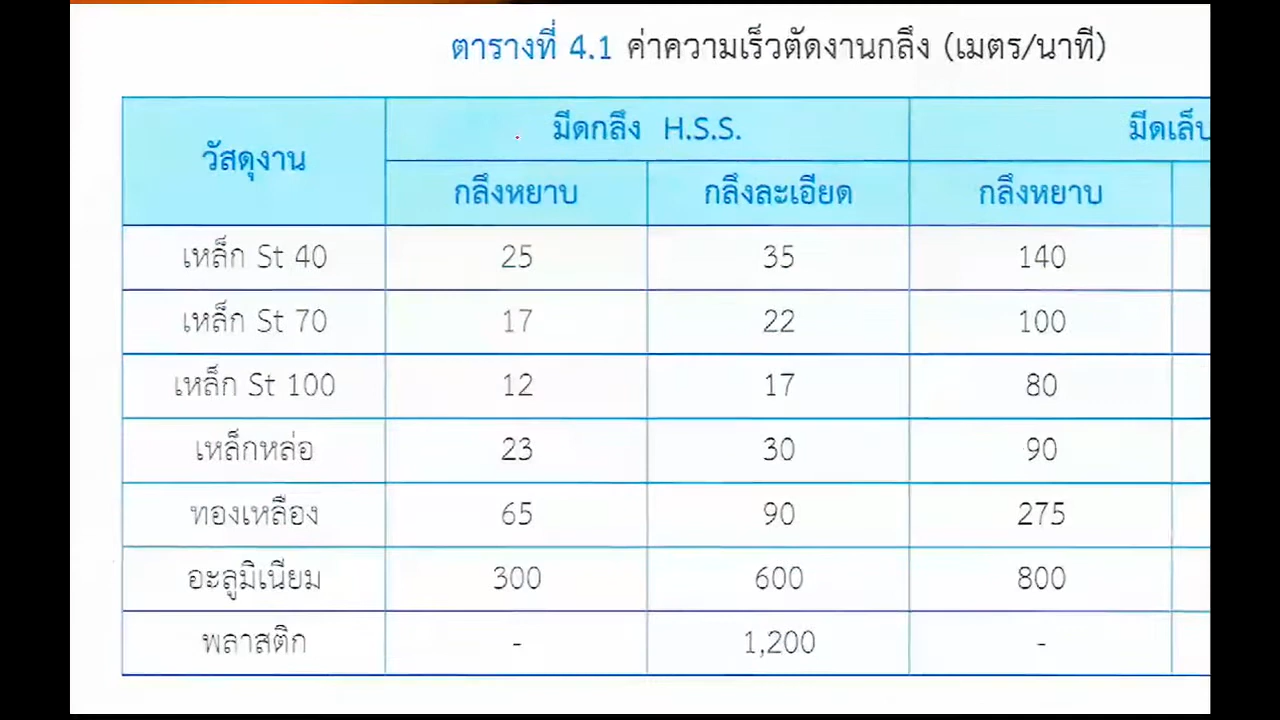 ตารางที่ 4.1 ค่าความเร็วตัดงานกลึง (เมตร/นาที)
วัสดุงาน มีดกลึง H.S.S. มีดเล็บ
กลึงหยาบ กลึงละเอียด กลึงหยาบ
เหล็ก St 40 25 35 140
เหล็ก St 70 17 22 100
เหล็ก St 100 12 17 80
เหล็กหล่อ 23 30 90
ทองเหลือง 65 90 275
อะลูมิเนียม 300 600 800
พลาสติก - 1,200 -